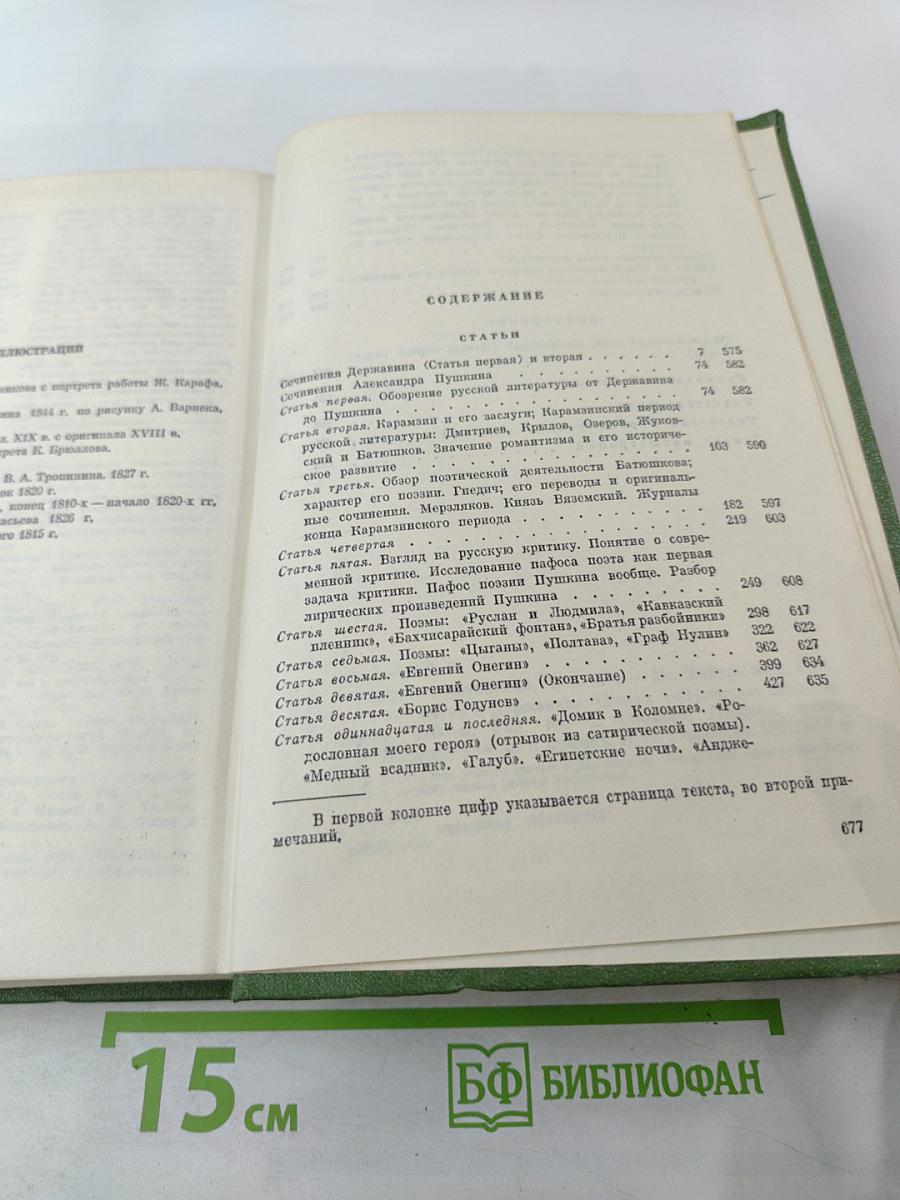 ллюстраций
никова с портрета работы Ж. Карафа,
ина 1844 г. по рисунку А. Варнека,
л. XIX в. с оригинала XVIII в,
рета К. Брюллова.
В. А. Тропинина. 1827 г.
ок 1820 г.
, конец 1810-х — начало 1820-х гг,
асьева 1826 г,
го 1815 г,
СОДЕРЖАНИЕ
СТАТЬИ
Сочинения Державина &lt;Статья первая&gt; и вторая . . . . . . 7 575
Сочинения Александра Пушкина . . . . . . . . . 74 582
Статья первая. Обозрение русской литературы от Державина
до Пушкина . . . . . . . . . . . . . . 74 582
Статья вторая. Карамзин и его заслуги; Карамзинский период
русской литературы: Дмитриев, Крылов, Озеров, Жуков-
ский и Батюшков. Значение романтизма и его историче-
ское развитие . . . . . . . . . . . . . . 103 590
Статья третья. Обзор поэтической деятельности Батюшкова;
характер его поэзии. Гнедич; его переводы и оригиналь-
ные сочинения. Мерзляков. Князь Вяземский. Журналы
конца Карамзинского периода . . . . . . . . . 182 597
Статья четвертая . . . . . . . . . . . . . . 219 603
Статья пятая. Взгляд на русскую критику. Понятие о совре-
менной критике. Исследование пафоса поэта как первая
задача критики. Пафос поэзии Пушкина вообще. Разбор
лирических произведений Пушкина . . . . . . . . 249 608
Статья шестая. Поэмы: «Руслан и Людмила», «Кавказский
пленник», «Бахчисарайский фонтан», «Братья разбойники» 298 617
Статья седьмая. Поэмы: «Цыганы», «Полтава», «Граф Нулин» 322 622
Статья восьмая. «Евгений Онегин» . . . . . . . . . . 362 627
Статья девятая. «Евгений Онегин» (Окончание) . . . . . . 399 634
Статья десятая. «Борис Годунов» . . . . . . . . . . . 427 635
Статья одиннадцатая и последняя. «Домик в Коломне». «Ро-
дословная моего героя» (отрывок из сатирической поэмы).
«Медный всадник». «Галуб». «Египетские ночи». «Андже-
В первой колонке цифр указывается страница текста, во второй при-
мечаний,
677
15 см
БФ БИБЛИОФАН